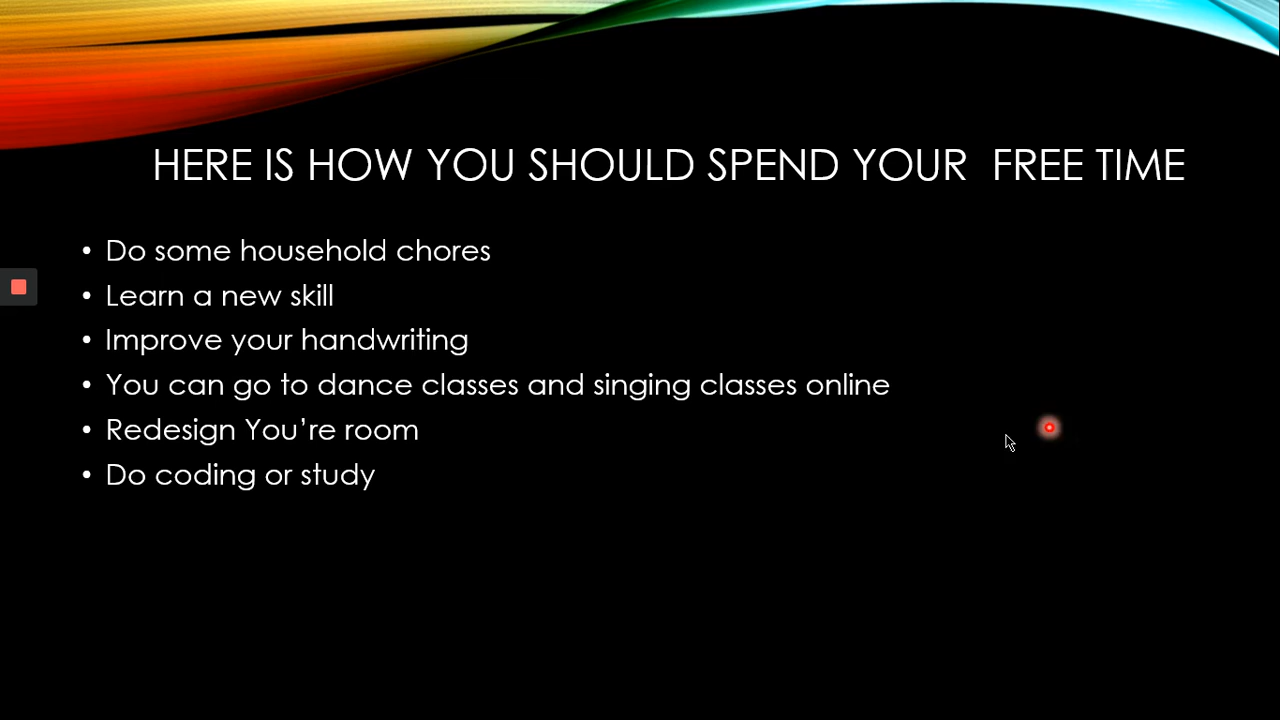 HERE IS HOW YOU SHOULD SPEND YOUR  FREE TIME
• Do some household chores
• Learn a new skill
• Improve your handwriting
• You can go to dance classes and singing classes online
• Redesign You’re room
• Do coding or study